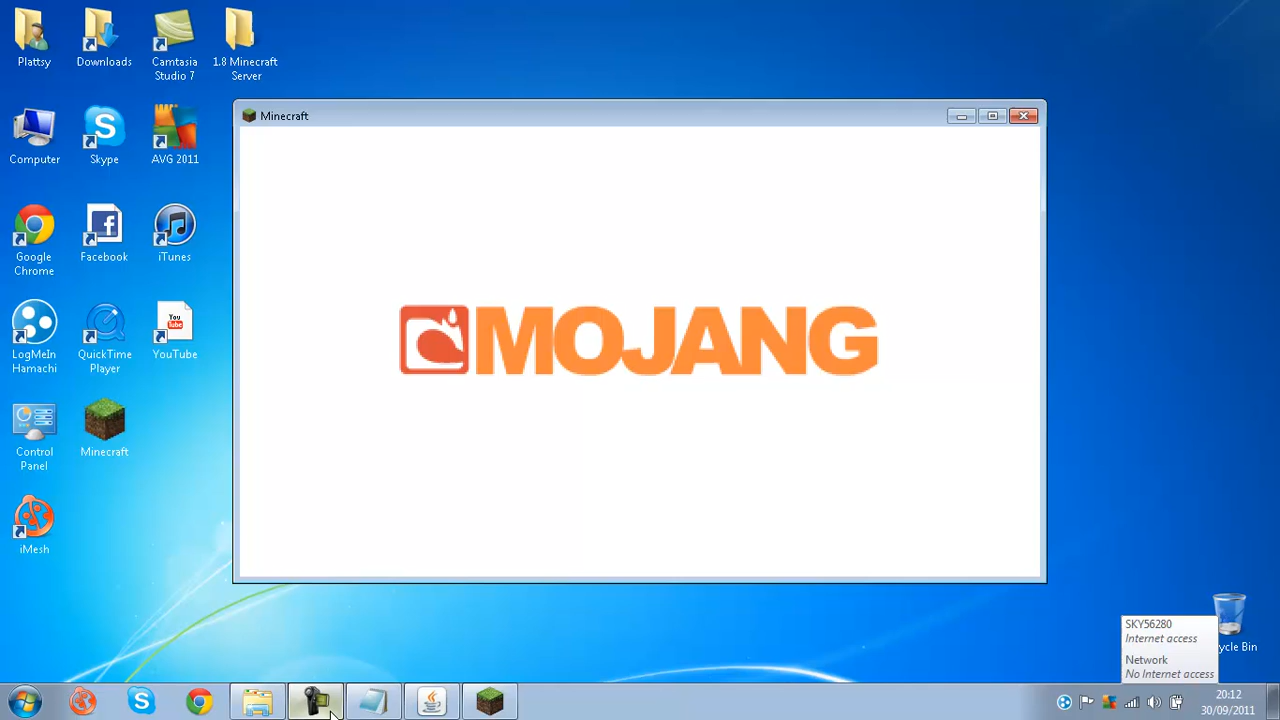 Plattsy
Downloads
Camtasia
Studio 7
1.8 Minecraft
Server
Minecraft
Computer
Skype
AVG 2011
MOJANG
Google
Chrome
Facebook
iTunes
LogMeIn
Hamachi
QuickTime
Player
You
Tube
YouTube
Control
Panel
Minecraft
iMesh
SKY56280
Internet access
Network
No Internet access
ycle Bin
20:12
30/09/2011